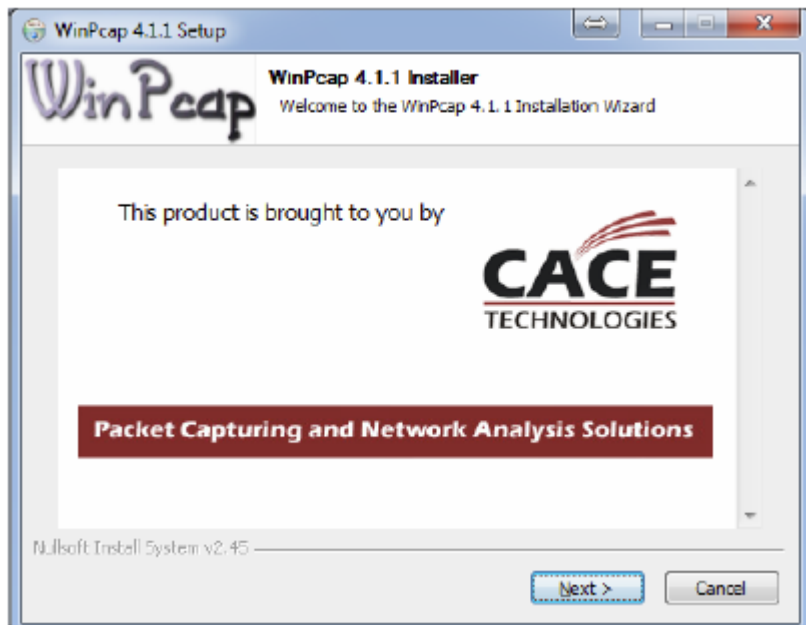 WinPcap 4.1.1 Setup
WinPcap
WinPcap 4.1.1 Installer
Welcome to the WinPcap 4.1.1 Installation Wizard
This product is brought to you by
CACE
TECHNOLOGIES
Packet Capturing and Network Analysis Solutions
Nullsoft Install System v2.45
Next >
Cancel